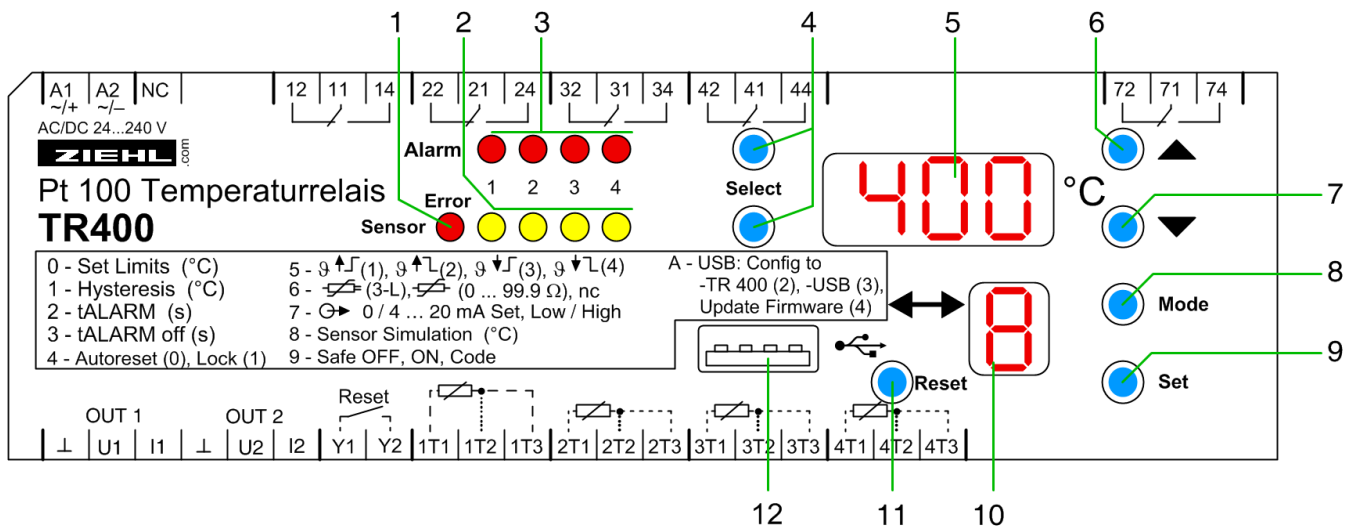 1 2 3 4 5 6
A1 A2 NC 12 11 14 22 21 24 32 31 34 42 41 44 72 71 74
~/+ ~/–
AC/DC 24...240 V
ZIEHL .com
Alarm
Pt 100 Temperaturrelais
1 2 3 4
Select
400 °C
7
Error
Sensor
TR400
0 - Set Limits (°C)
1 - Hysteresis (°C)
2 - tALARM (s)
3 - tALARM off (s)
4 - Autoreset (0), Lock (1)
5 - ϑ (1), ϑ (2), ϑ (3), ϑ (4)
6 - (3-L), (0 ... 99.9 Ω), nc
7 - 0 / 4 ... 20 mA Set, Low / High
8 - Sensor Simulation (°C)
9 - Safe OFF, ON, Code
A - USB: Config to
-TR 400 (2), -USB (3),
Update Firmware (4)
8
Mode 8
Set 9
Reset
Reset
OUT 1 OUT 2
⊥ U1 I1 ⊥ U2 I2 Y1 Y2 1T1 1T2 1T3 2T1 2T2 2T3 3T1 3T2 3T3 4T1 4T2 4T3
12 11 10